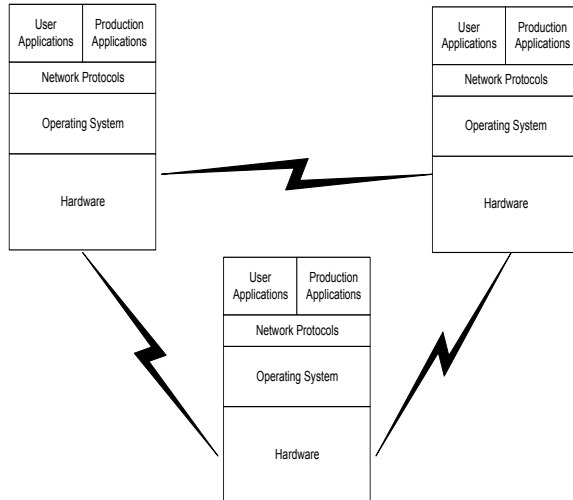 User Applications
Production Applications
Network Protocols
Operating System
Hardware
User Applications
Production Applications
Network Protocols
Operating System
Hardware
User Applications
Production Applications
Network Protocols
Operating System
Hardware